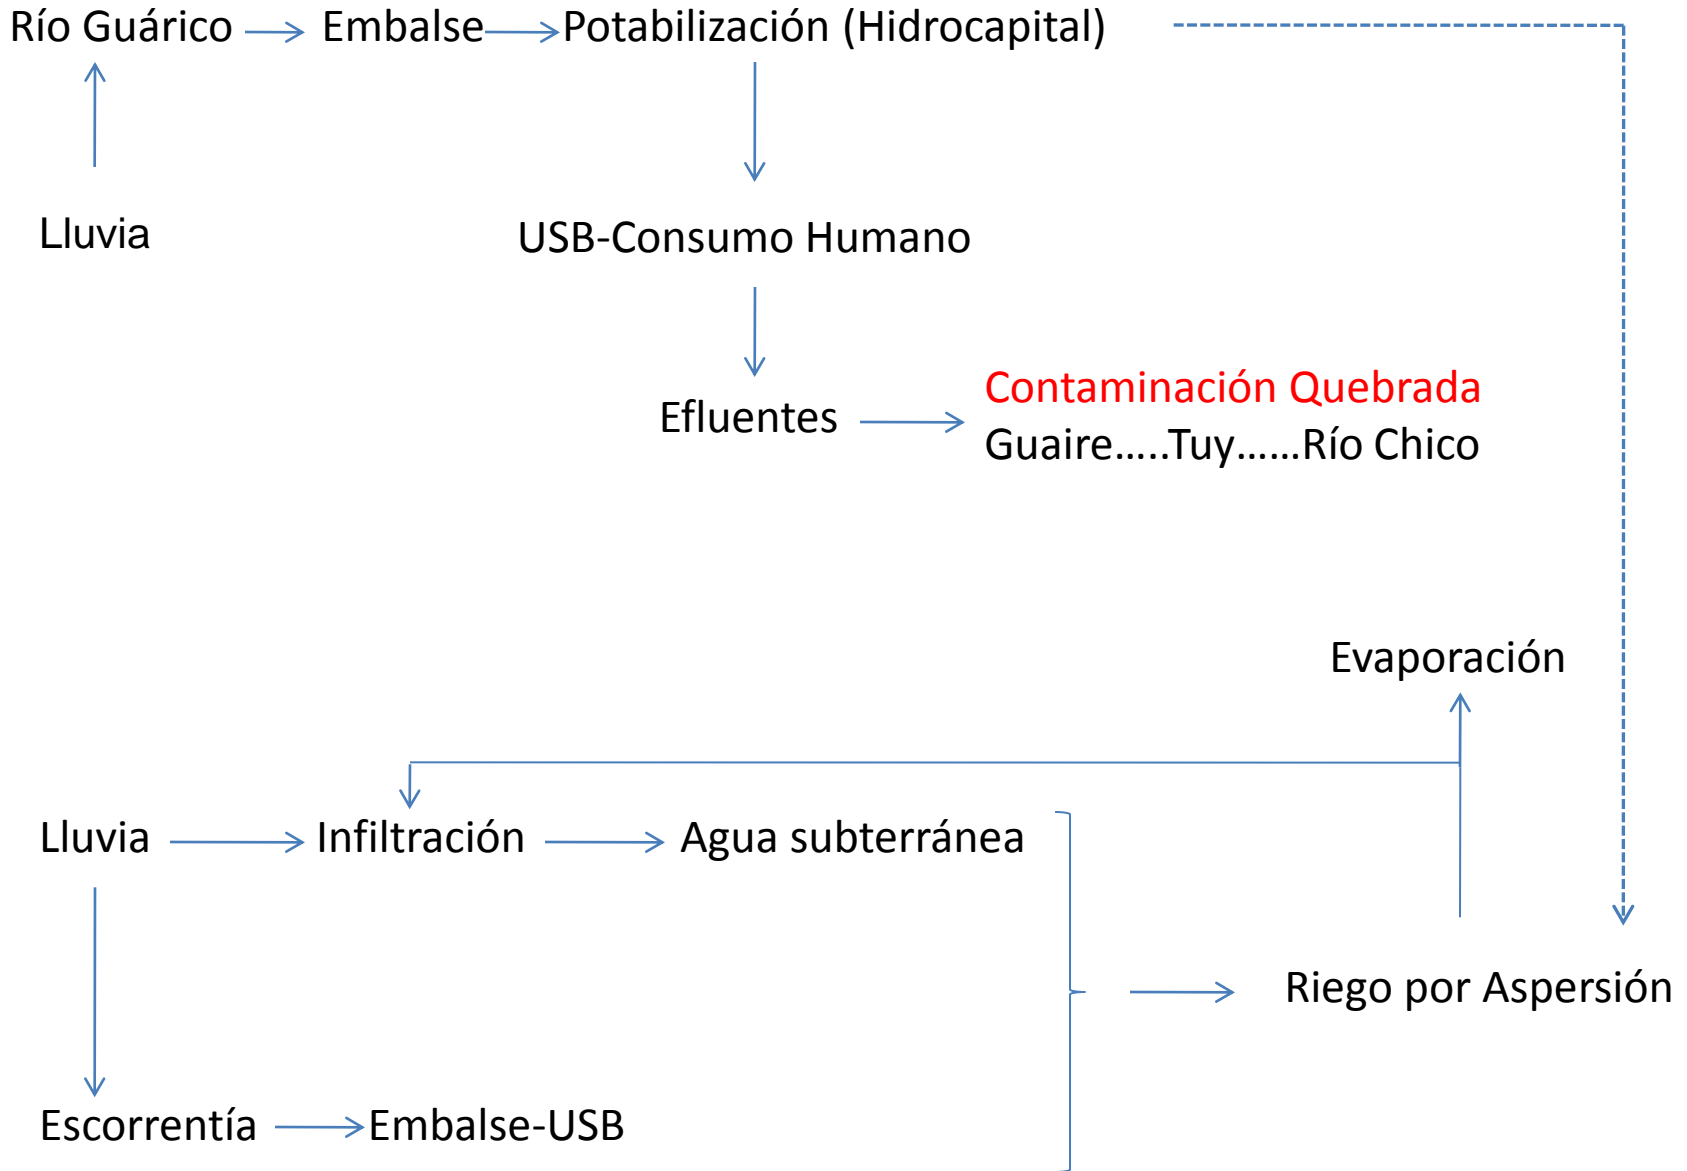 Río Guárico Embalse Potabilización (Hidrocapital)
Lluvia USB-Consumo Humano
Contaminación Quebrada
Efluentes
Guaire.....Tuy......Río Chico
Evaporación
Lluvia Infiltración Agua subterránea
Riego por Aspersión
Escorrentía Embalse-USB